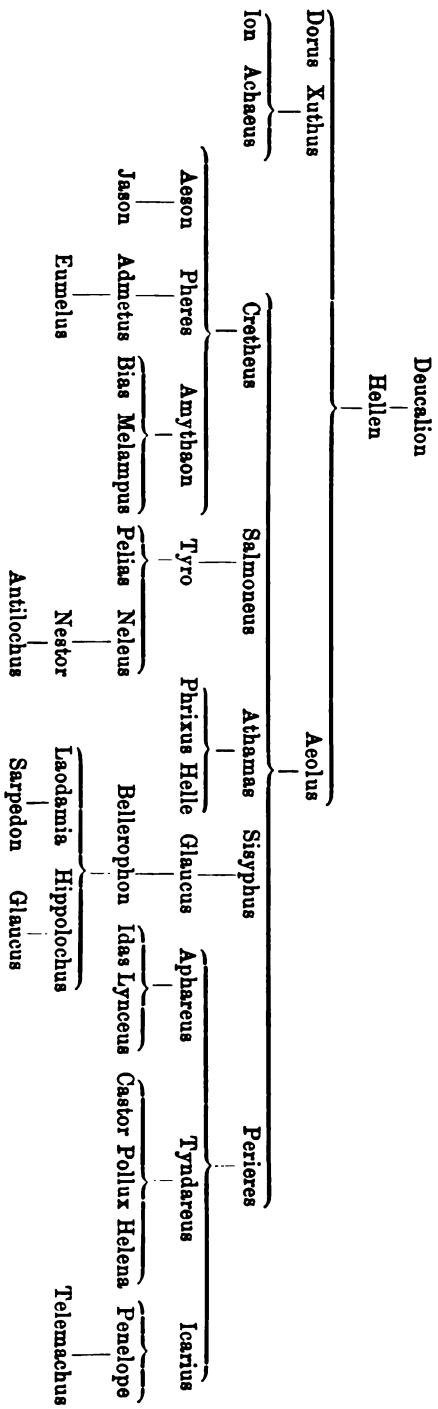 Deucalion
Hellen
Dorus Xuthus Aeolus
Ion Achaeus Cretheus Salmoneus Athamas Sisyphus Perieres
Aeson Pheres Amythaon Tyro Phrixus Helle Glaucus Aphareus Tyndareus Icarius
Jason Admetus Bias Melampus Pelias Neleus Bellerophon Idas Lynceus Castor Pollux Helena Penelope
Eumelus Nestor Laodamia Hippolochus Telemachus
Antilochus Sarpedon Glaucus